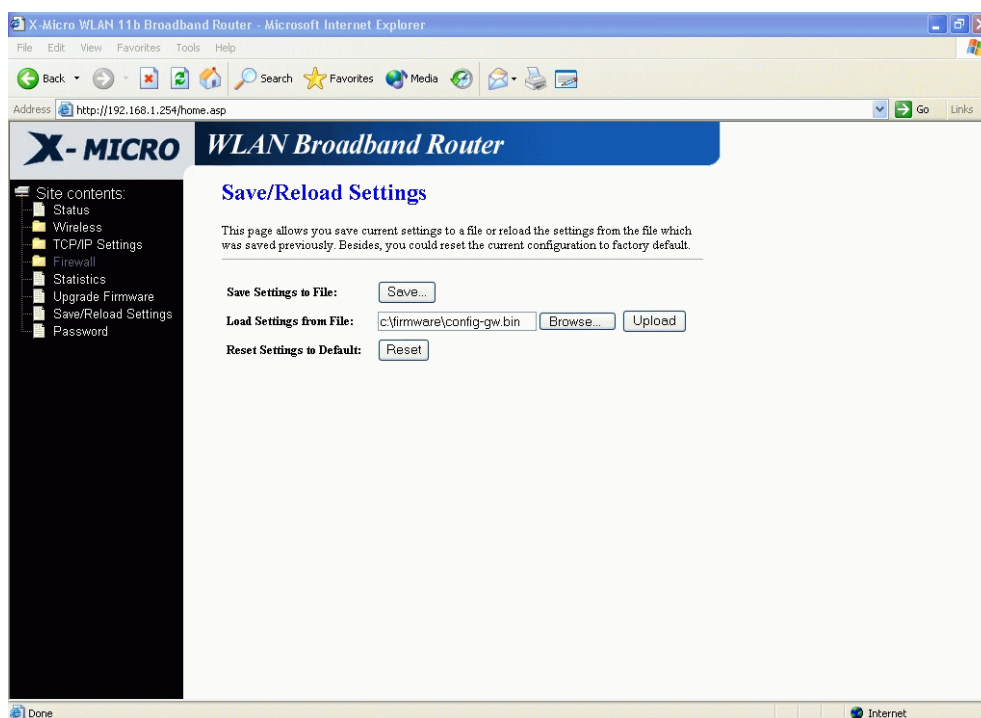 X-Micro WLAN 11b Broadband Router - Microsoft Internet Explorer
File Edit View Favorites Tools Help
Back Search Favorites Media
Address http://192.168.1.254/home.asp Go Links
X-MICRO
WLAN Broadband Router
Site contents:
Status
Wireless
TCP/IP Settings
Firewall
Statistics
Upgrade Firmware
Save/Reload Settings
Password
Save/Reload Settings
This page allows you save current settings to a file or reload the settings from the file which
was saved previously. Besides, you could reset the current configuration to factory default.
Save Settings to File: Save...
Load Settings from File: c:\firmware\config-gw.bin Browse... Upload
Reset Settings to Default: Reset
Done Internet